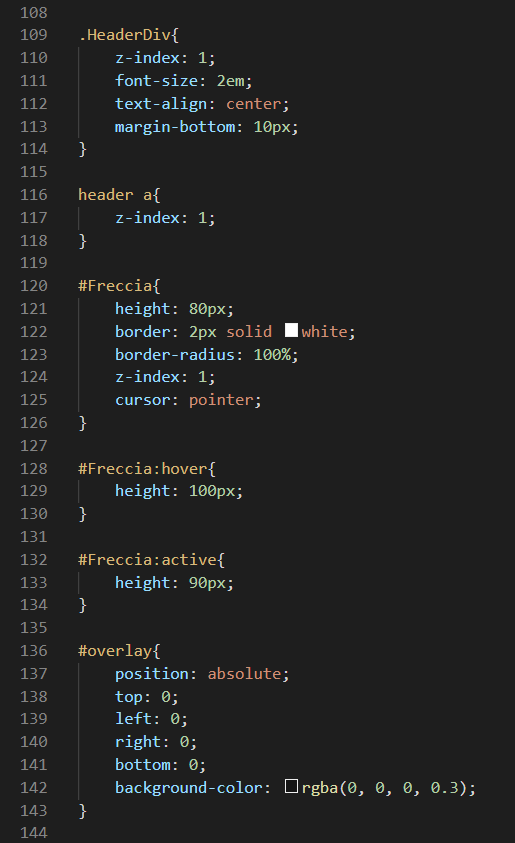 108
109 .HeaderDiv{
110     z-index: 1;
111     font-size: 2em;
112     text-align: center;
113     margin-bottom: 10px;
114 }
115
116 header a{
117     z-index: 1;
118 }
119
120 #Freccia{
121     height: 80px;
122     border: 2px solid white;
123     border-radius: 100%;
124     z-index: 1;
125     cursor: pointer;
126 }
127
128 #Freccia:hover{
129     height: 100px;
130 }
131
132 #Freccia:active{
133     height: 90px;
134 }
135
136 #overlay{
137     position: absolute;
138     top: 0;
139     left: 0;
140     right: 0;
141     bottom: 0;
142     background-color: rgba(0, 0, 0, 0.3);
143 }
144